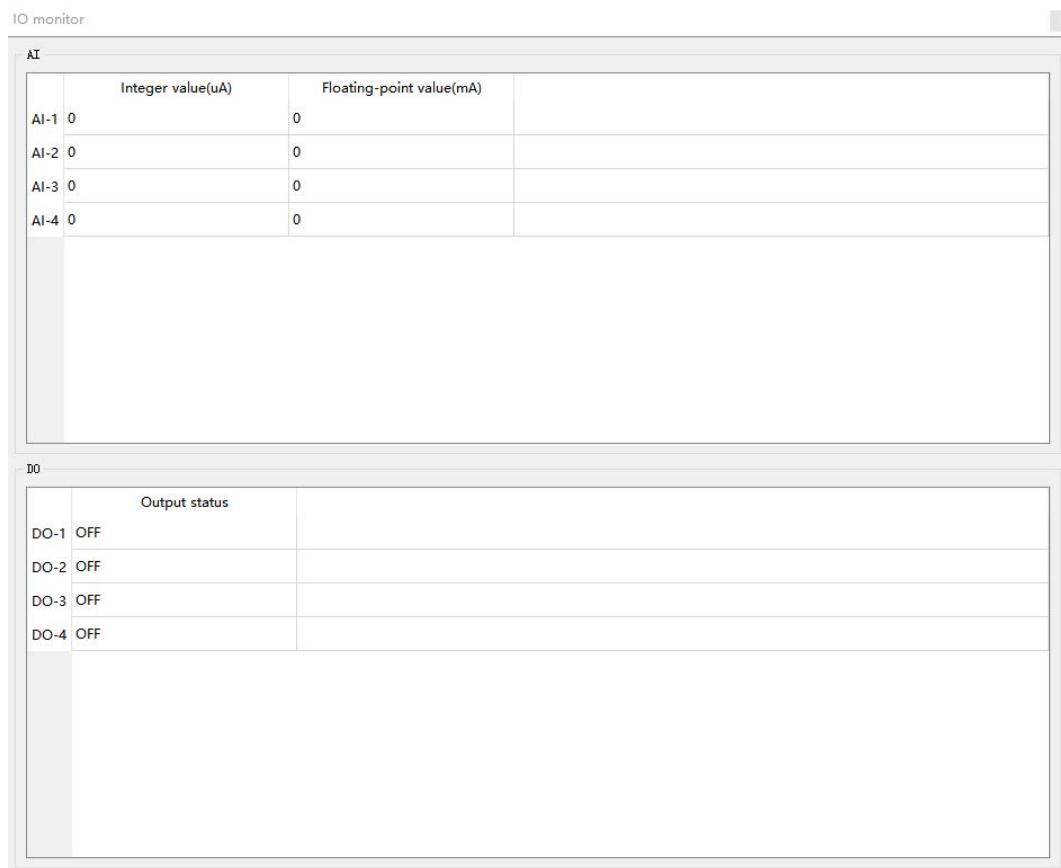 IO monitor
AI
Integer value(uA) Floating-point value(mA)
AI-1 0 0
AI-2 0 0
AI-3 0 0
AI-4 0 0
DO
Output status
DO-1 OFF
DO-2 OFF
DO-3 OFF
DO-4 OFF